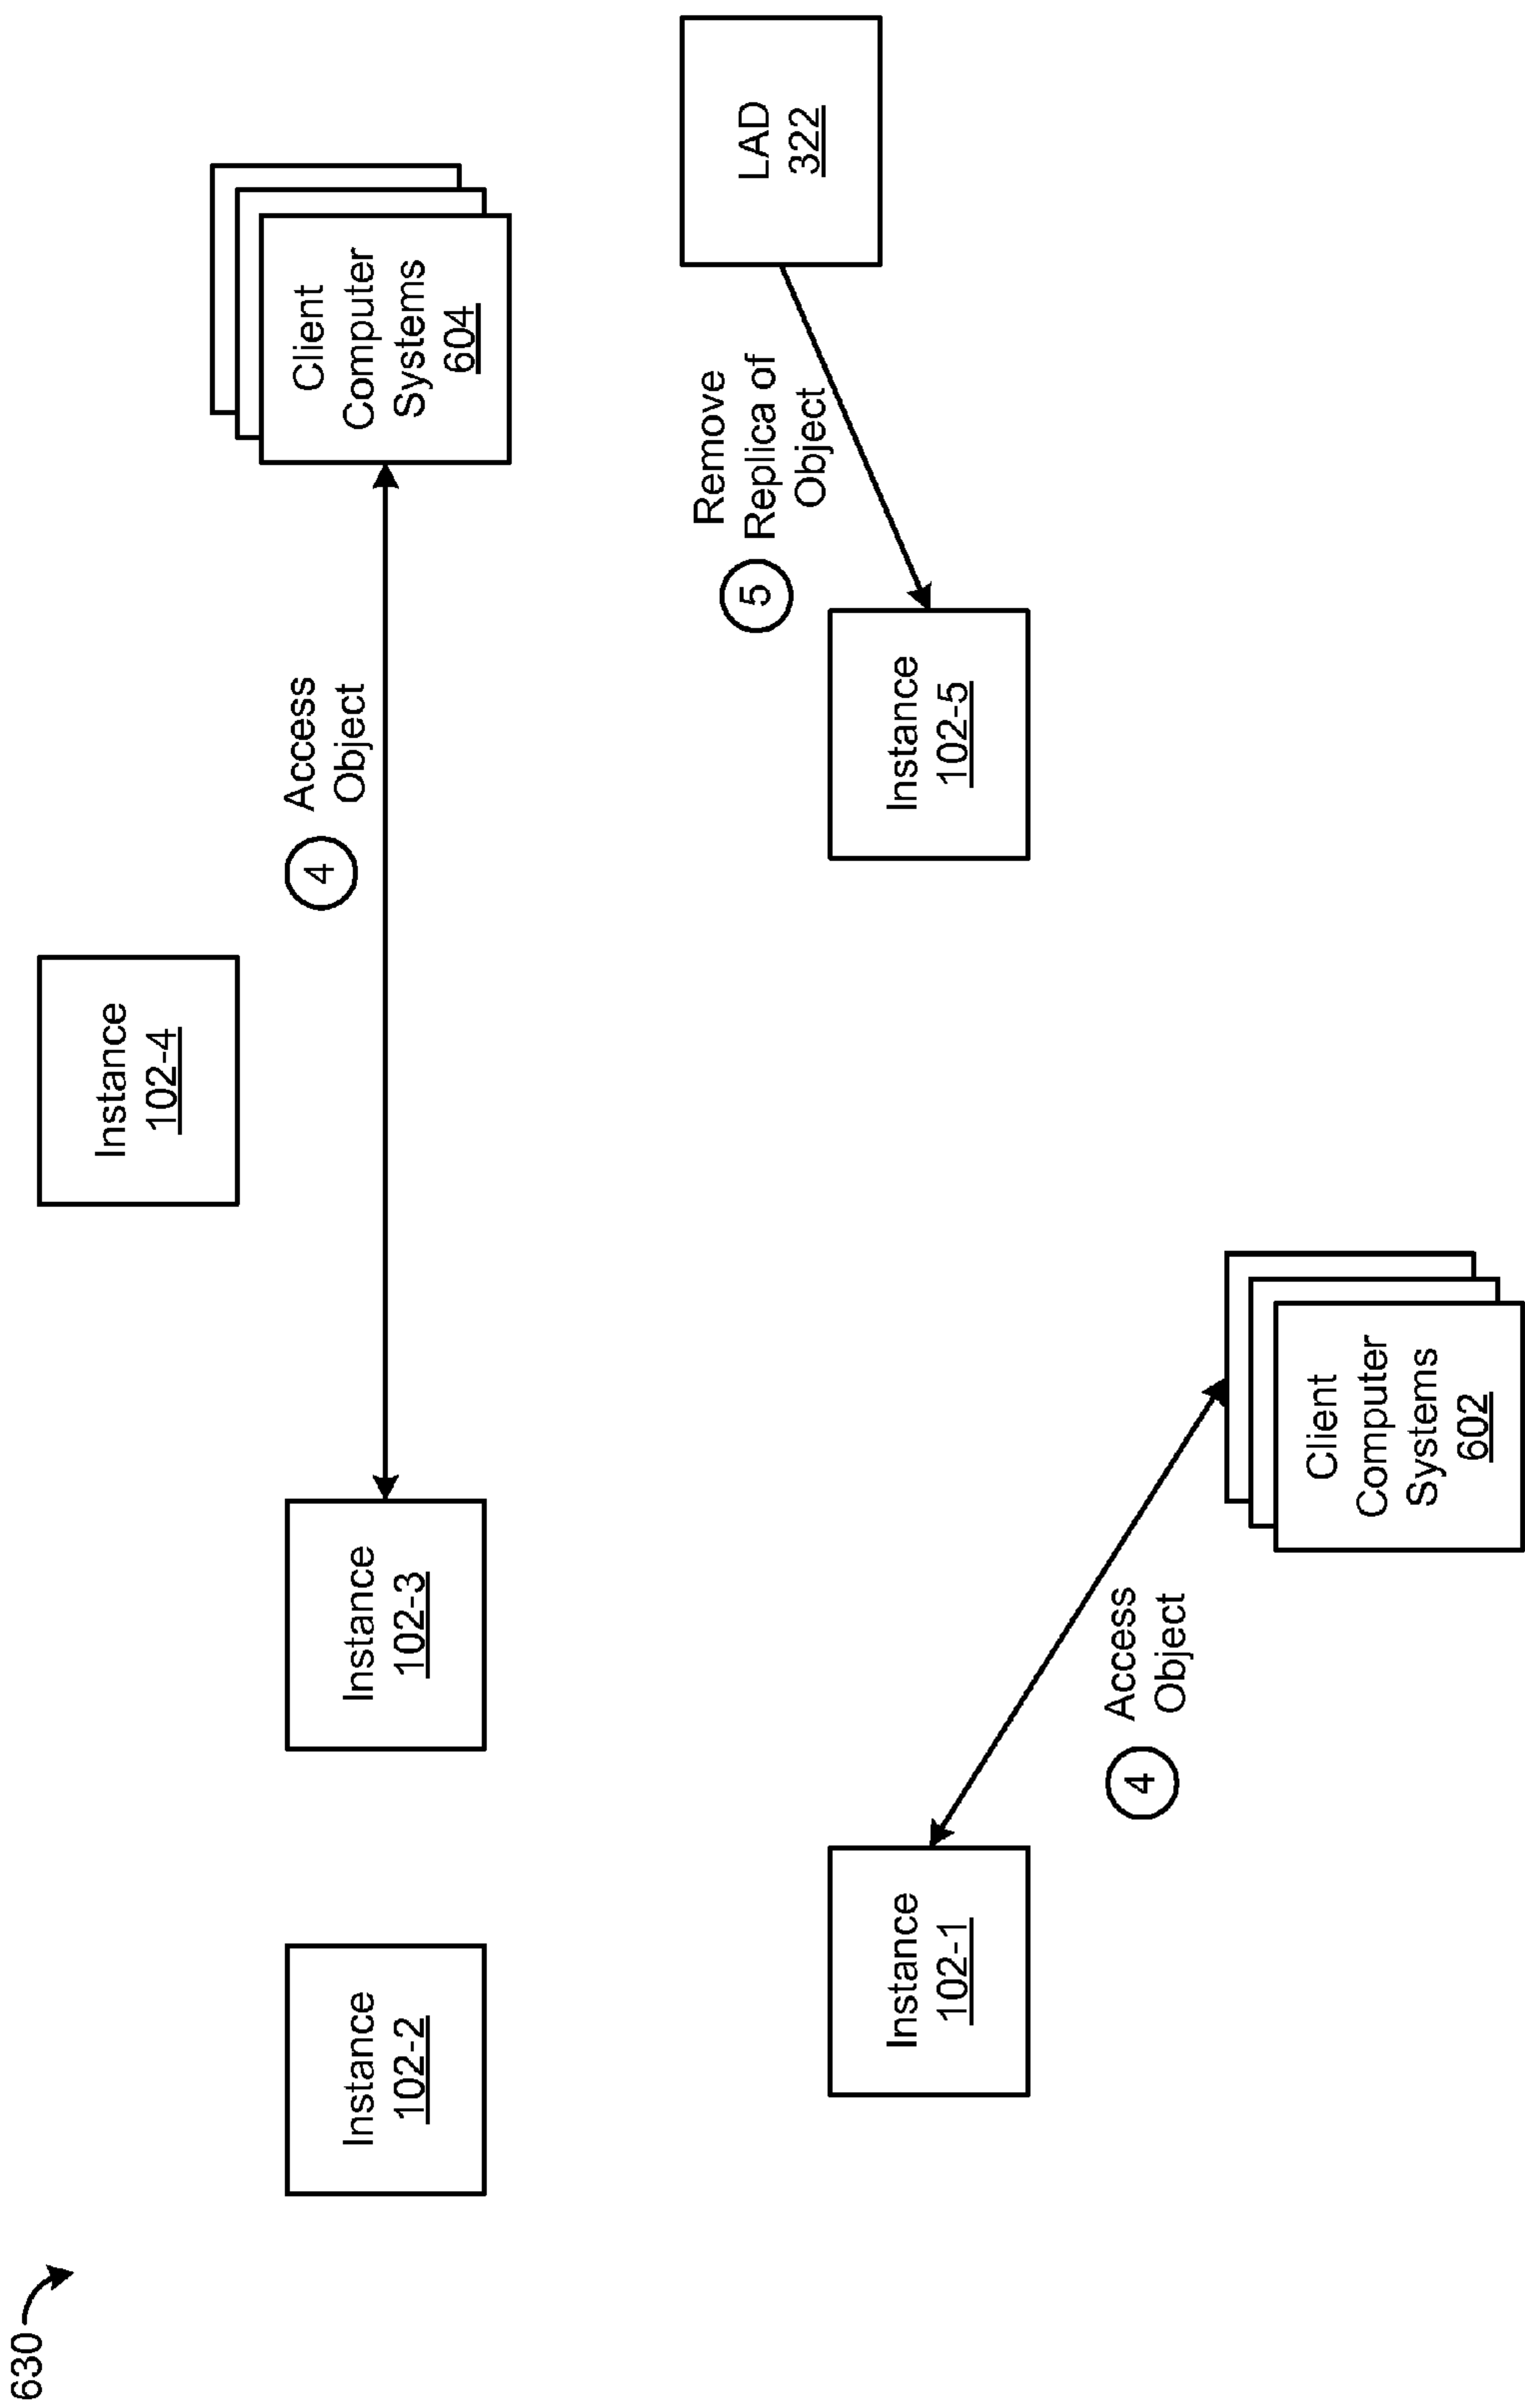 630
Instance
102-4
Instance
102-2
Instance
102-3
4
Access
Object
Client
Computer
Systems
604
Remove
Replica of
Object
5
LAD
322
Instance
102-1
Instance
102-5
4
Access
Object
Client
Computer
Systems
602